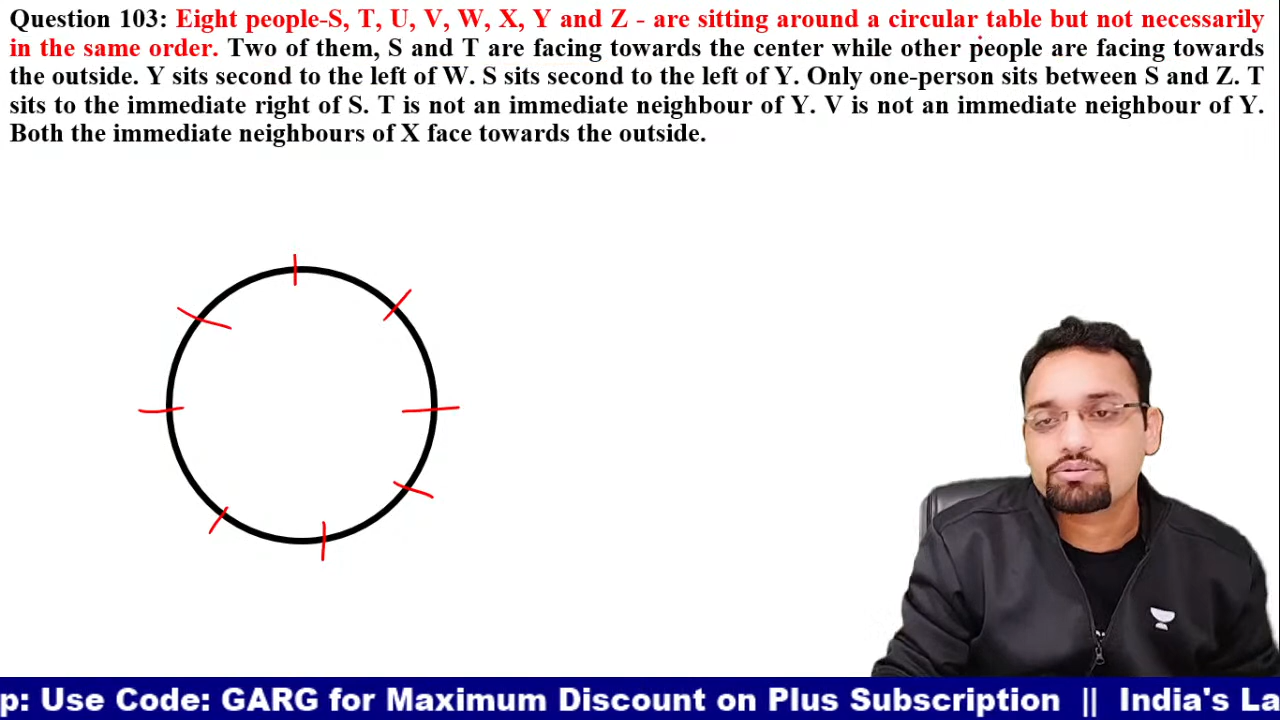 Question 103: Eight people-S, T, U, V, W, X, Y and Z - are sitting around a circular table but not necessarily
in the same order. Two of them, S and T are facing towards the center while other people are facing towards
the outside. Y sits second to the left of W. S sits second to the left of Y. Only one-person sits between S and Z. T
sits to the immediate right of S. T is not an immediate neighbour of Y. V is not an immediate neighbour of Y.
Both the immediate neighbours of X face towards the outside.
p: Use Code: GARG for Maximum Discount on Plus Subscription || India's La